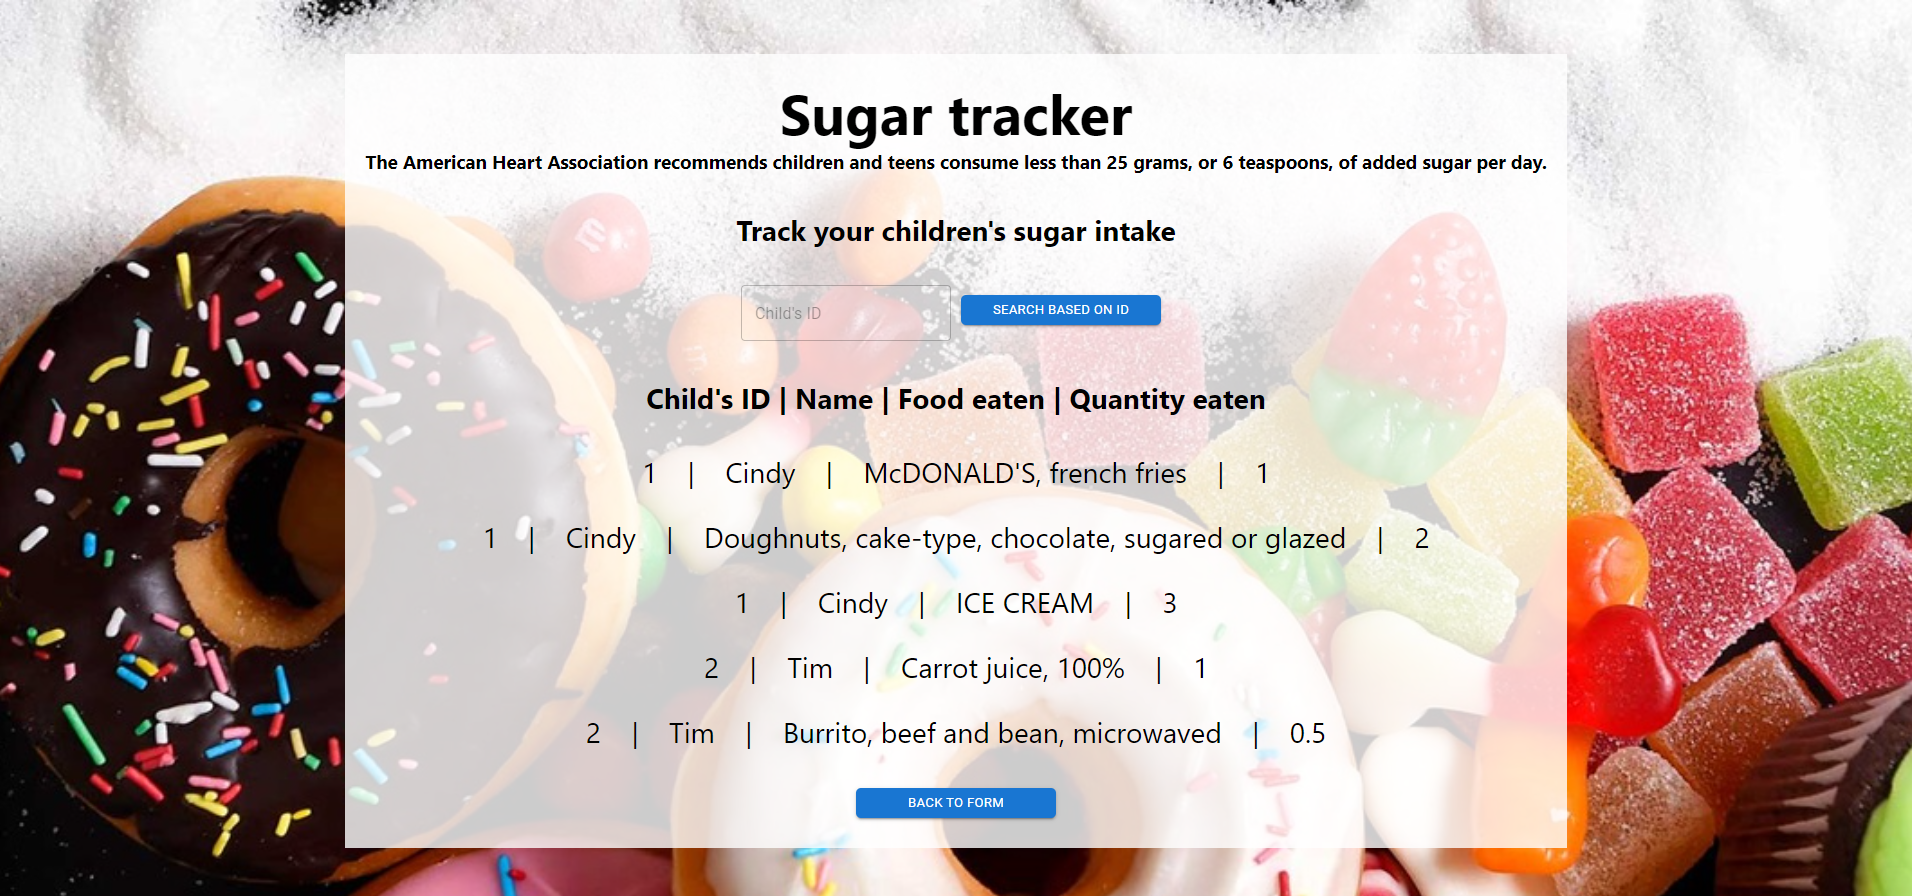 Sugar tracker
The American Heart Association recommends children and teens consume less than 25 grams, or 6 teaspoons, of added sugar per day.
Track your children's sugar intake
Child's ID SEARCH BASED ON ID
Child's ID | Name | Food eaten | Quantity eaten
1 | Cindy | McDONALD'S, french fries | 1
1 | Cindy | Doughnuts, cake-type, chocolate, sugared or glazed | 2
1 | Cindy | ICE CREAM | 3
2 | Tim | Carrot juice, 100% | 1
2 | Tim | Burrito, beef and bean, microwaved | 0.5
BACK TO FORM